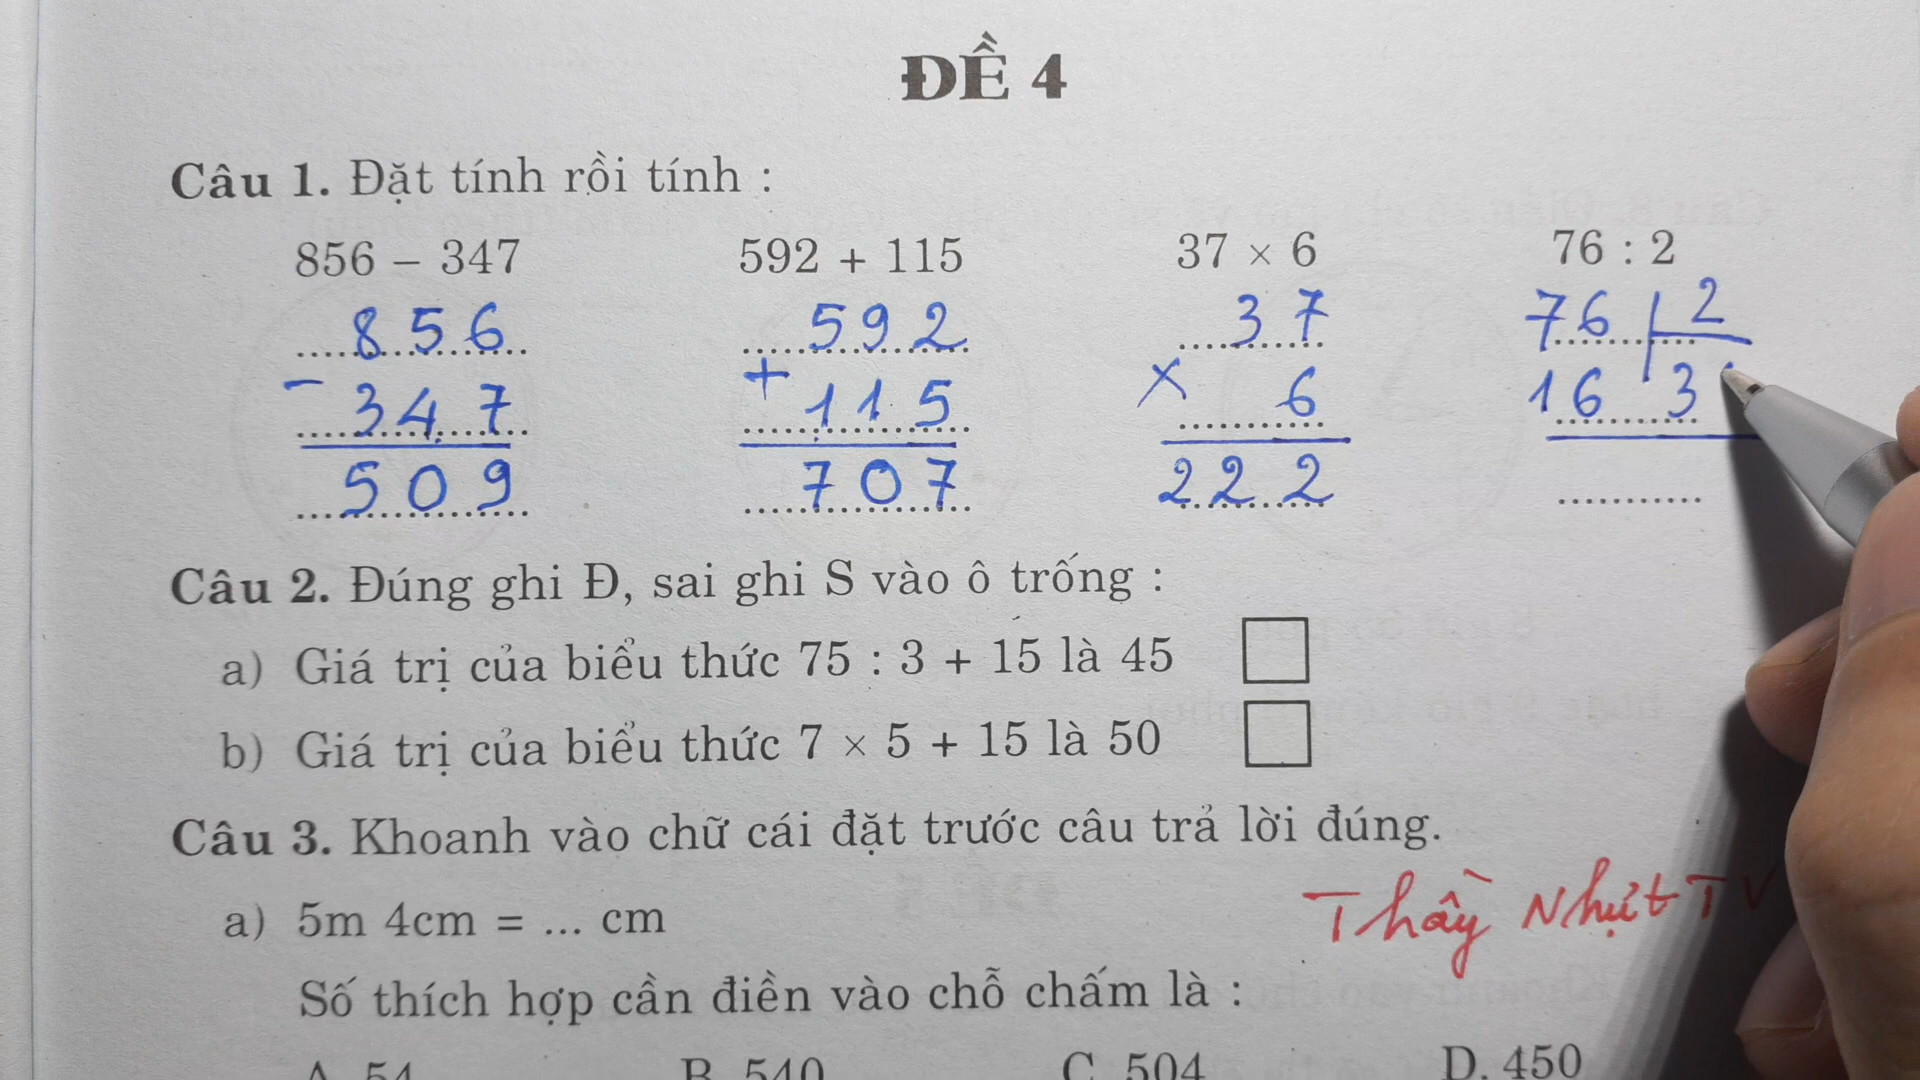 ĐỀ 4
Câu 1. Đặt tính rồi tính :
856 – 347 592 + 115 37 × 6 76 : 2
856 592 37 76 2
– 347 + 115 × 6 16 3
509 707 222
Câu 2. Đúng ghi Đ, sai ghi S vào ô trống :
a) Giá trị của biểu thức 75 : 3 + 15 là 45
b) Giá trị của biểu thức 7 × 5 + 15 là 50
Câu 3. Khoanh vào chữ cái đặt trước câu trả lời đúng.
a) 5m 4cm = ... cm
Thầy Nhựt TV
Số thích hợp cần điền vào chỗ chấm là :
A. 54 B. 540 C. 504 D. 450